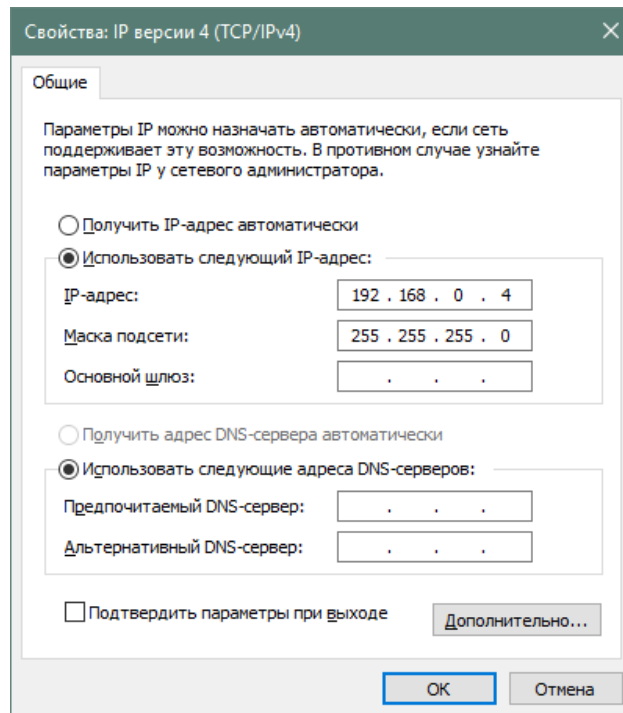 Свойства: IP версии 4 (TCP/IPv4)
Общие
Параметры IP можно назначать автоматически, если сеть
поддерживает эту возможность. В противном случае узнайте
параметры IP у сетевого администратора.
Получить IP-адрес автоматически
Использовать следующий IP-адрес:
IP-адрес: 192 . 168 . 0 . 4
Маска подсети: 255 . 255 . 255 . 0
Основной шлюз: . . .
Получить адрес DNS-сервера автоматически
Использовать следующие адреса DNS-серверов:
Предпочитаемый DNS-сервер: . . .
Альтернативный DNS-сервер: . . .
Подтвердить параметры при выходе
Дополнительно...
ОК Отмена